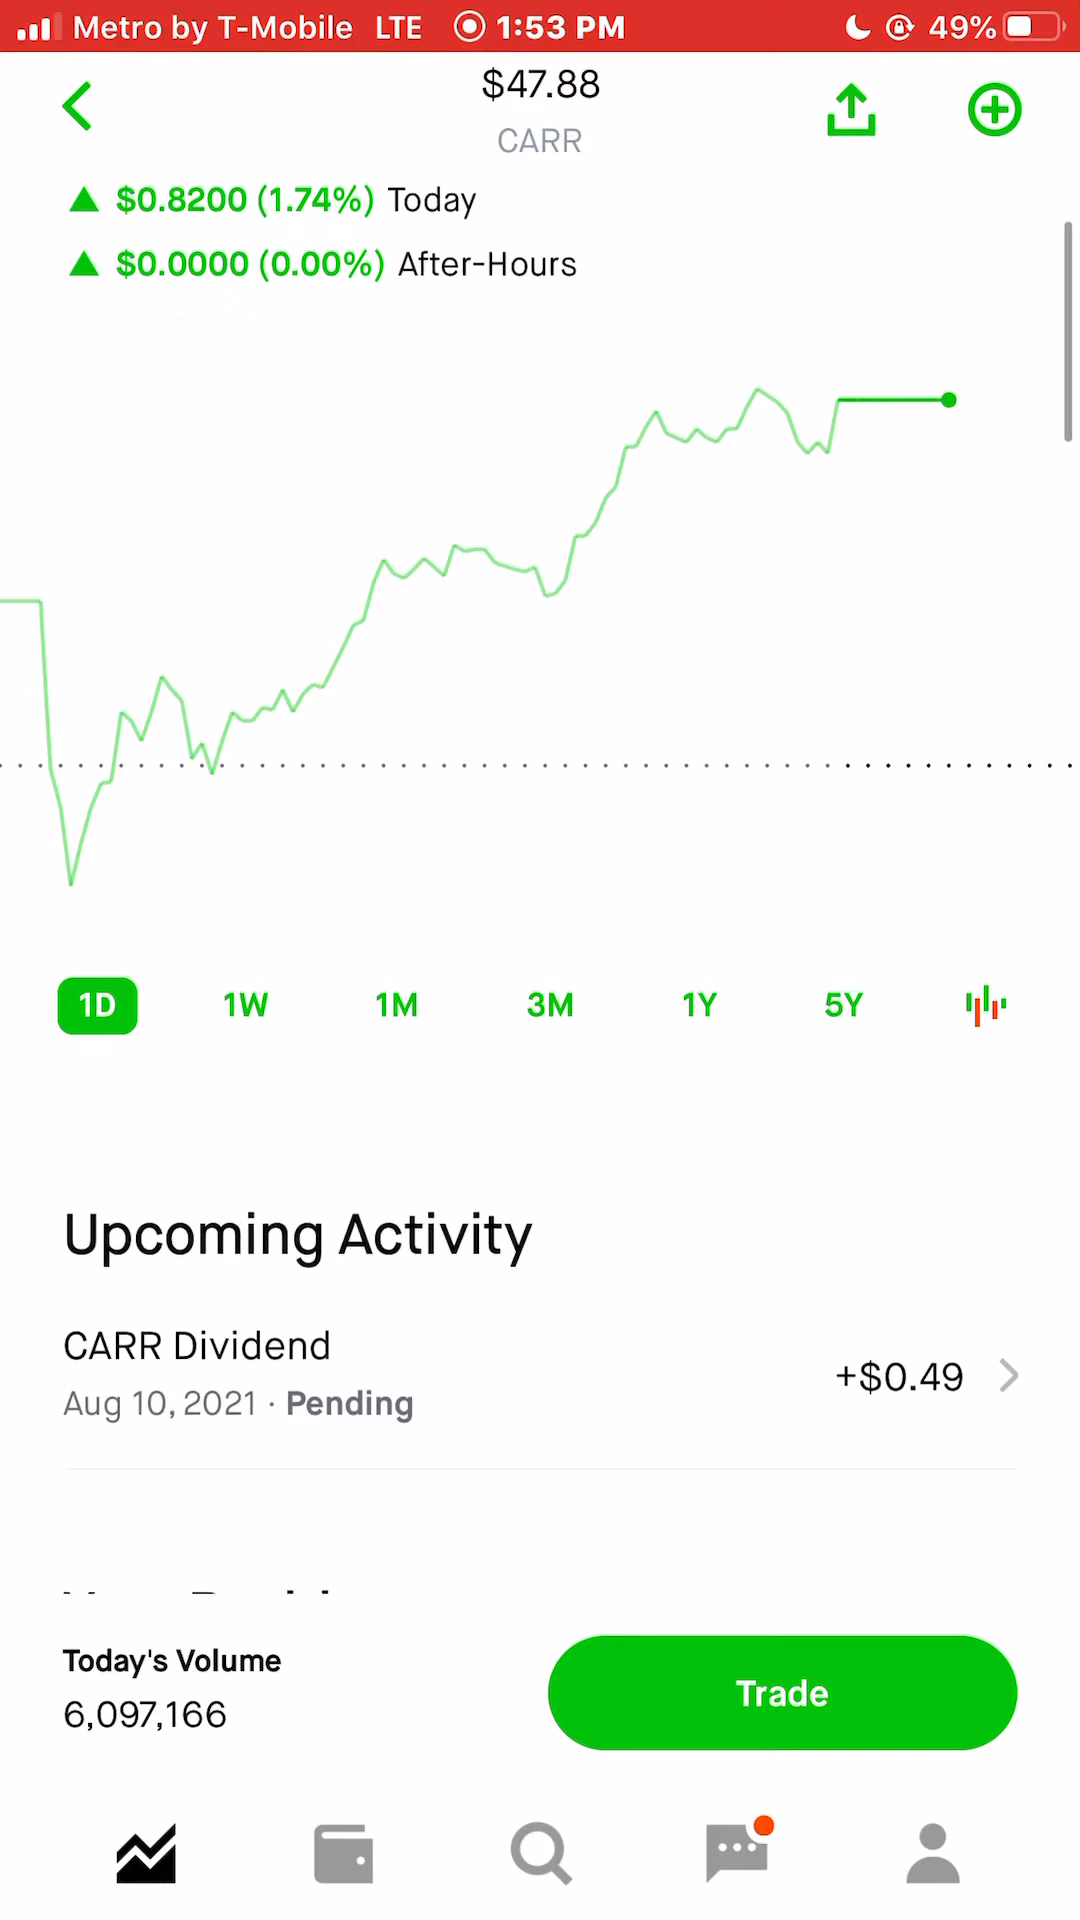 Metro by T-Mobile LTE 1:53 PM 49%
$47.88
CARR
$0.8200 (1.74%) Today
$0.0000 (0.00%) After-Hours
1D 1W 1M 3M 1Y 5Y
Upcoming Activity
CARR Dividend
+$0.49
Aug 10, 2021 · Pending
Today's Volume
6,097,166
Trade